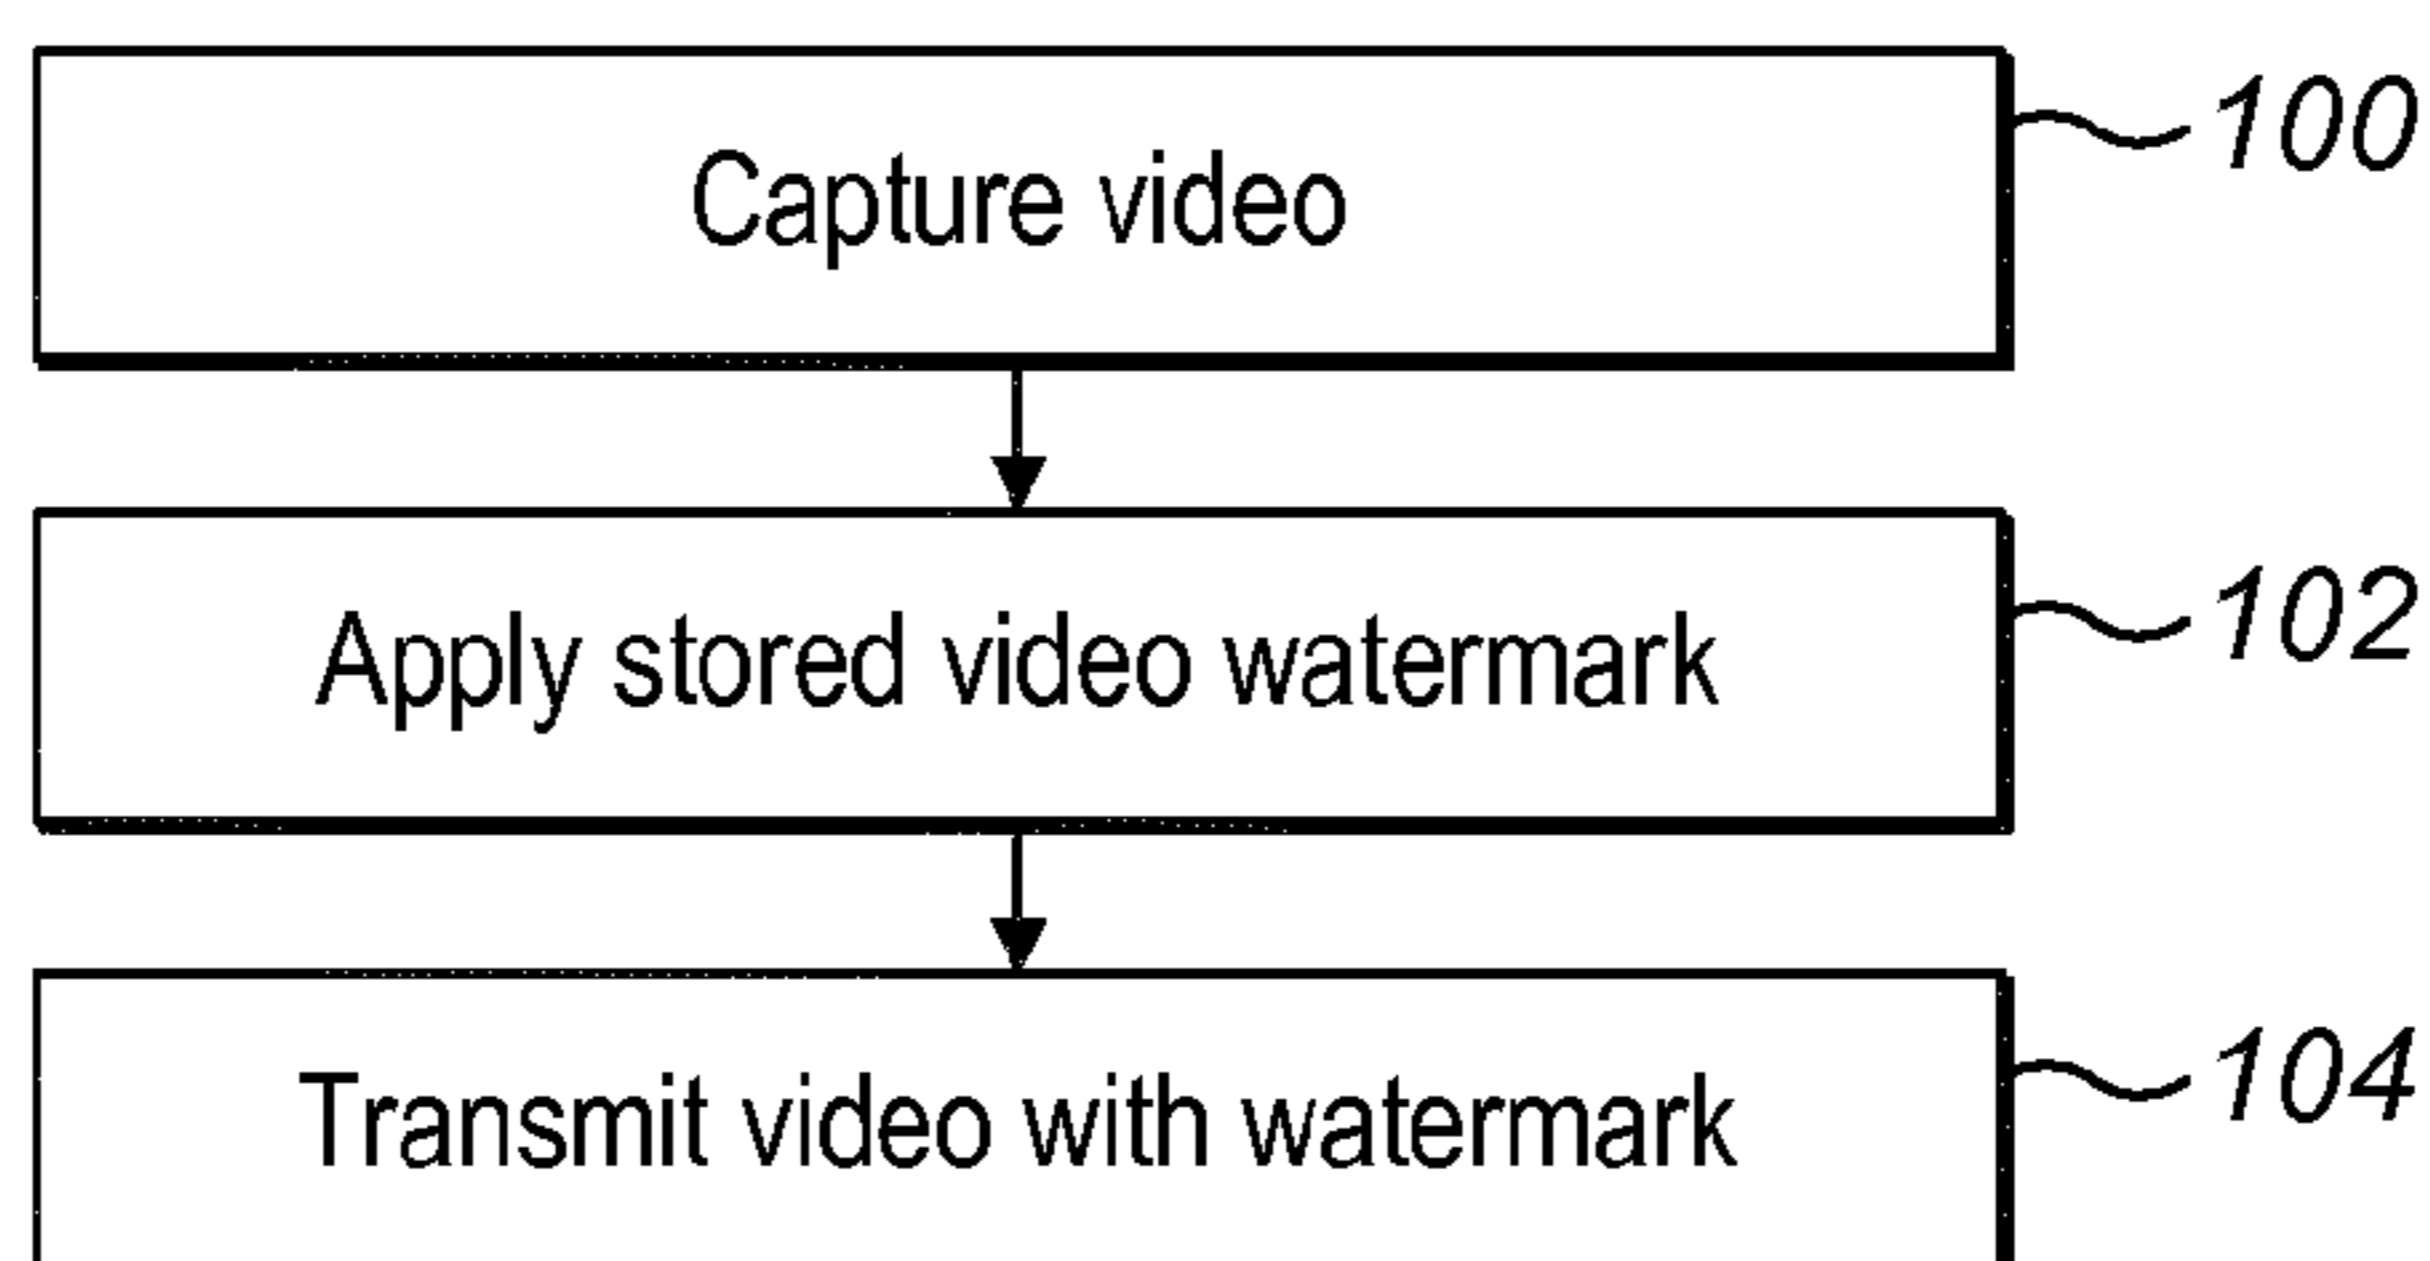 Capture video
100
Apply stored video watermark
102
Transmit video with watermark
104